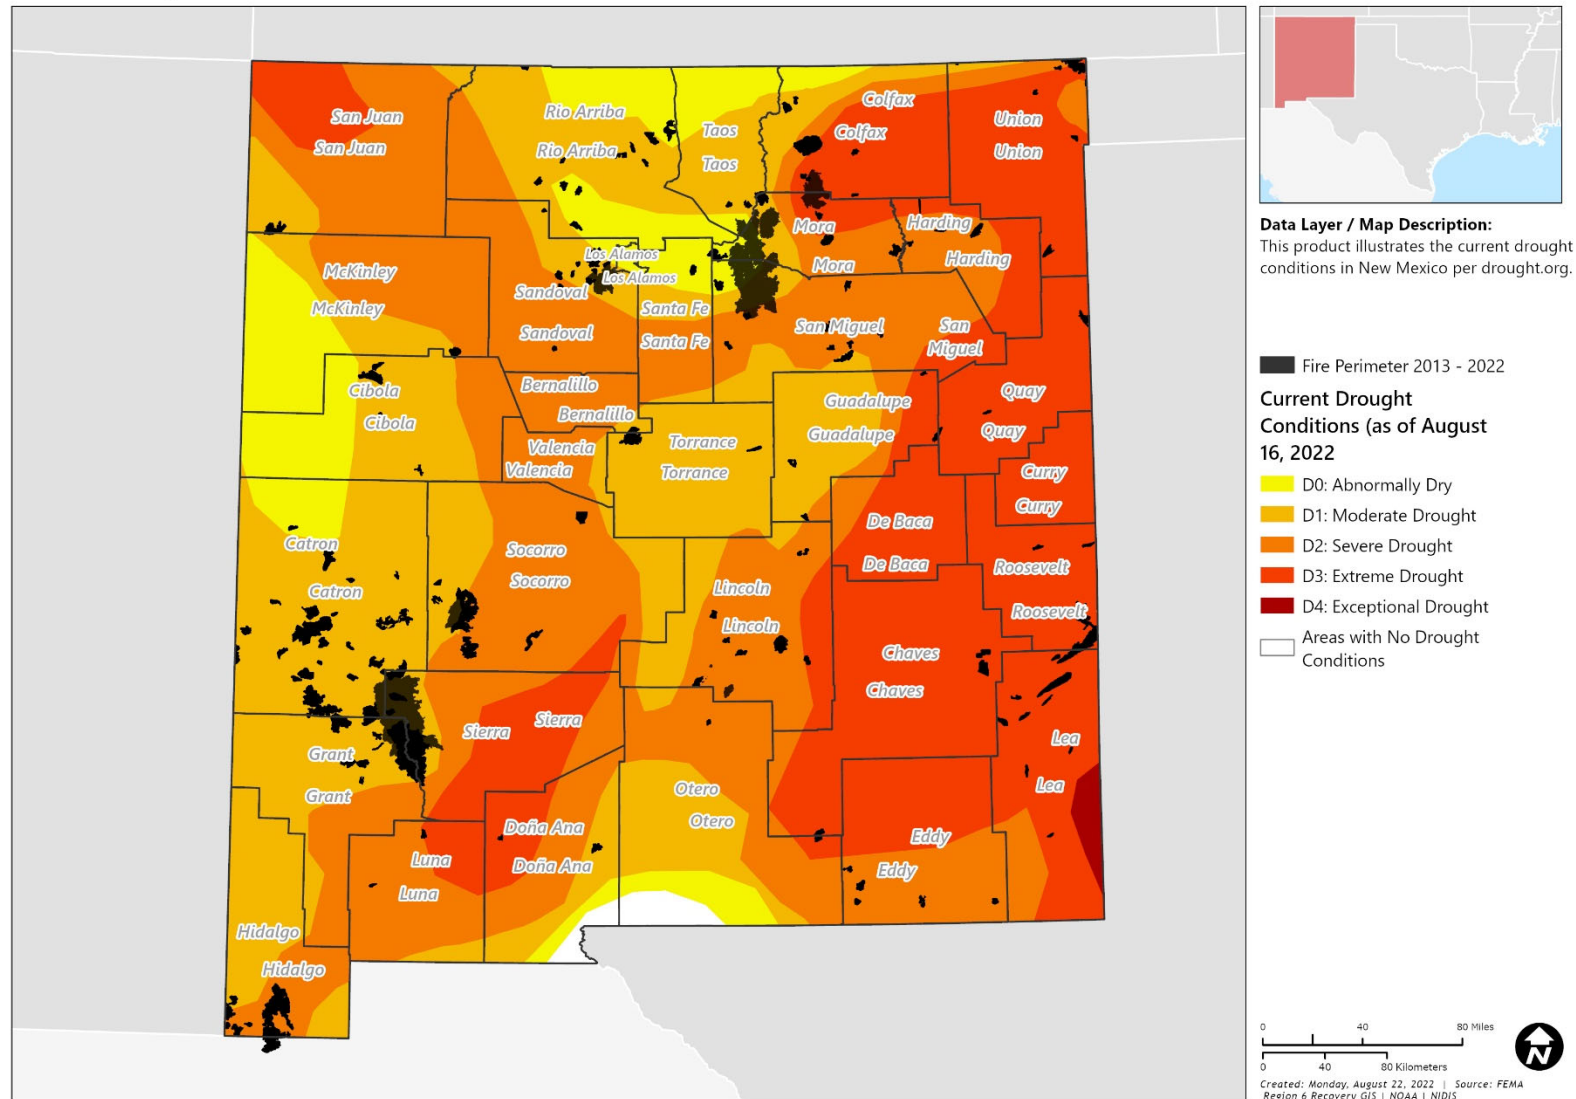 San Juan
San Juan
Rio Arriba
Rio Arriba
Taos
Taos
Colfax
Colfax
Union
Union
Mora
Mora
Harding
Harding
McKinley
McKinley
Los Alamos
Los Alamos
Sandoval
Sandoval
Santa Fe
Santa Fe
San Miguel
San
Miguel
Cibola
Cibola
Bernalillo
Bernalillo
Valencia
Valencia
Torrance
Torrance
Guadalupe
Guadalupe
Quay
Quay
Curry
Curry
De Baca
De Baca
Roosevelt
Roosevelt
Catron
Catron
Socorro
Socorro
Lincoln
Lincoln
Chaves
Chaves
Sierra
Sierra
Grant
Grant
Otero
Otero
Lea
Lea
Doña Ana
Doña Ana
Luna
Luna
Eddy
Eddy
Hidalgo
Hidalgo
Data Layer / Map Description:
This product illustrates the current drought
conditions in New Mexico per drought.org.
Fire Perimeter 2013 - 2022
Current Drought
Conditions (as of August
16, 2022
D0: Abnormally Dry
D1: Moderate Drought
D2: Severe Drought
D3: Extreme Drought
D4: Exceptional Drought
Areas with No Drought
Conditions
0 40 80 Miles
0 40 80 Kilometers
N
Created: Monday, August 22, 2022 | Source: FEMA
Region 6 Recovery GIS | NOAA | NIDIS